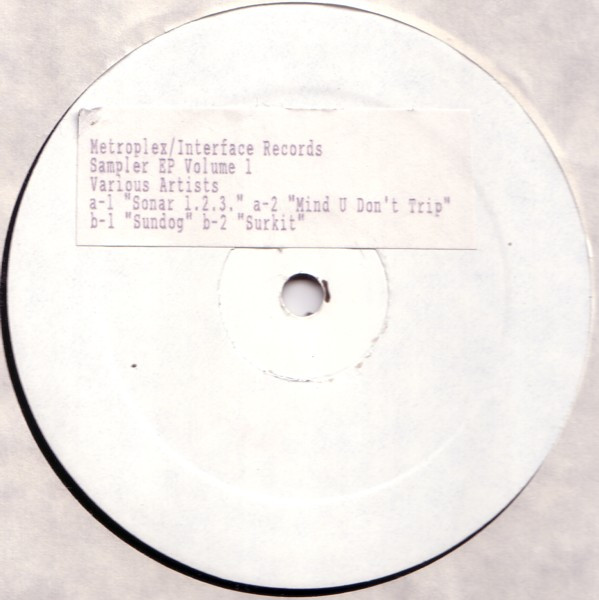 Metroplex/Interface Records
Sampler EP Volume 1
Various Artists
a-1 "Sonar 1.2.3." a-2 "Mind U Don't Trip"
b-1 "Sundog" b-2 "Surkit"